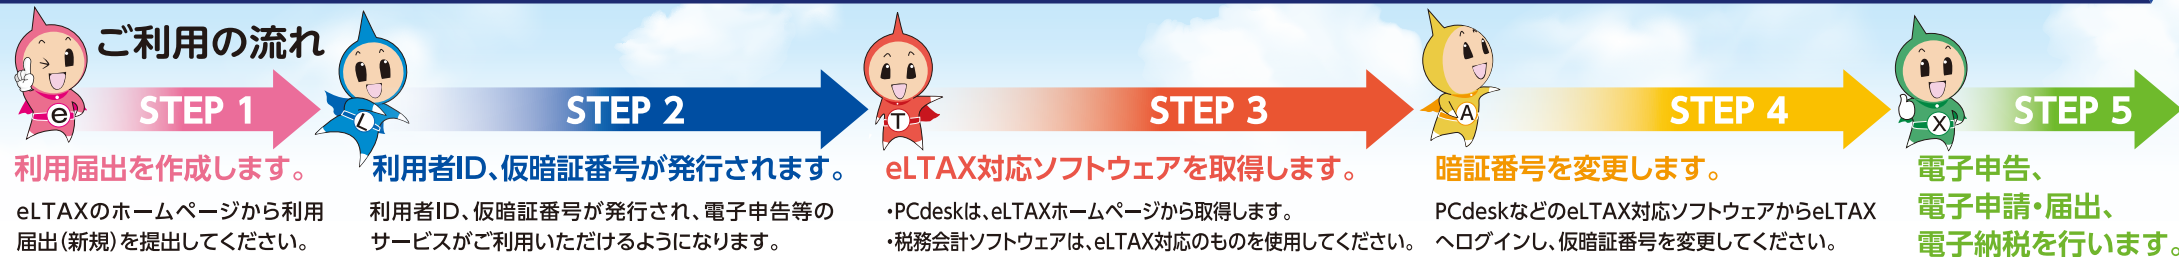 ご利用の流れ
e
STEP 1
利用届出を作成します。
eLTAXのホームページから利用
届出（新規）を提出してください。
L
STEP 2
利用者ID、仮暗証番号が発行されます。
利用者ID、仮暗証番号が発行され、電子申告等の
サービスがご利用いただけるようになります。
T
STEP 3
eLTAX対応ソフトウェアを取得します。
・PCdeskは、eLTAXホームページから取得します。
・税務会計ソフトウェアは、eLTAX対応のものを使用してください。
A
STEP 4
暗証番号を変更します。
PCdeskなどのeLTAX対応ソフトウェアからeLTAX
へログインし、仮暗証番号を変更してください。
X
STEP 5
電子申告、
電子申請・届出、
電子納税を行います。